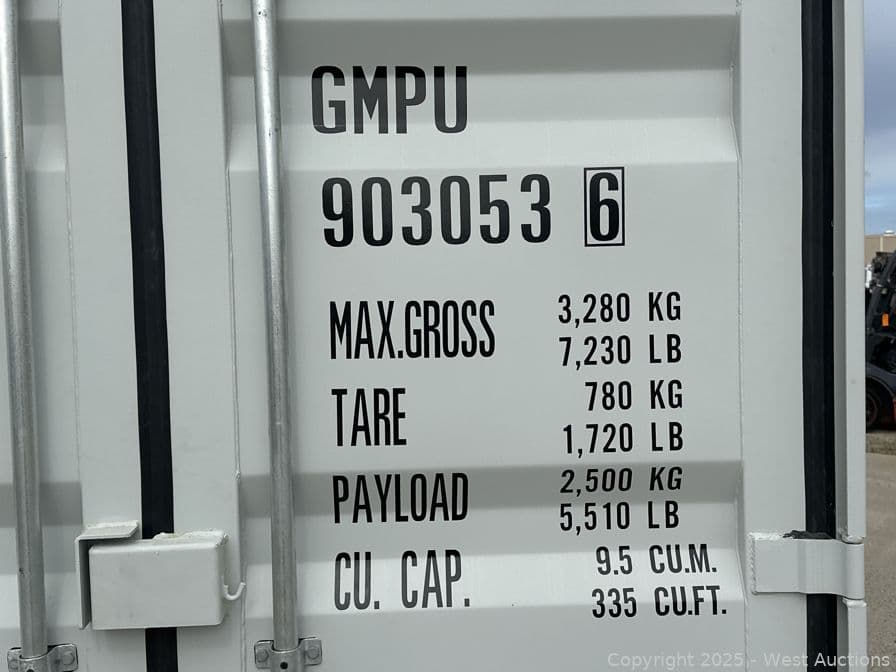 GMPU
903053 6
MAX.GROSS 3,280 KG
7,230 LB
TARE 780 KG
1,720 LB
PAYLOAD 2,500 KG
5,510 LB
CU. CAP. 9.5 CU.M.
335 CU.FT.
Copyright 2025, - West Auctions